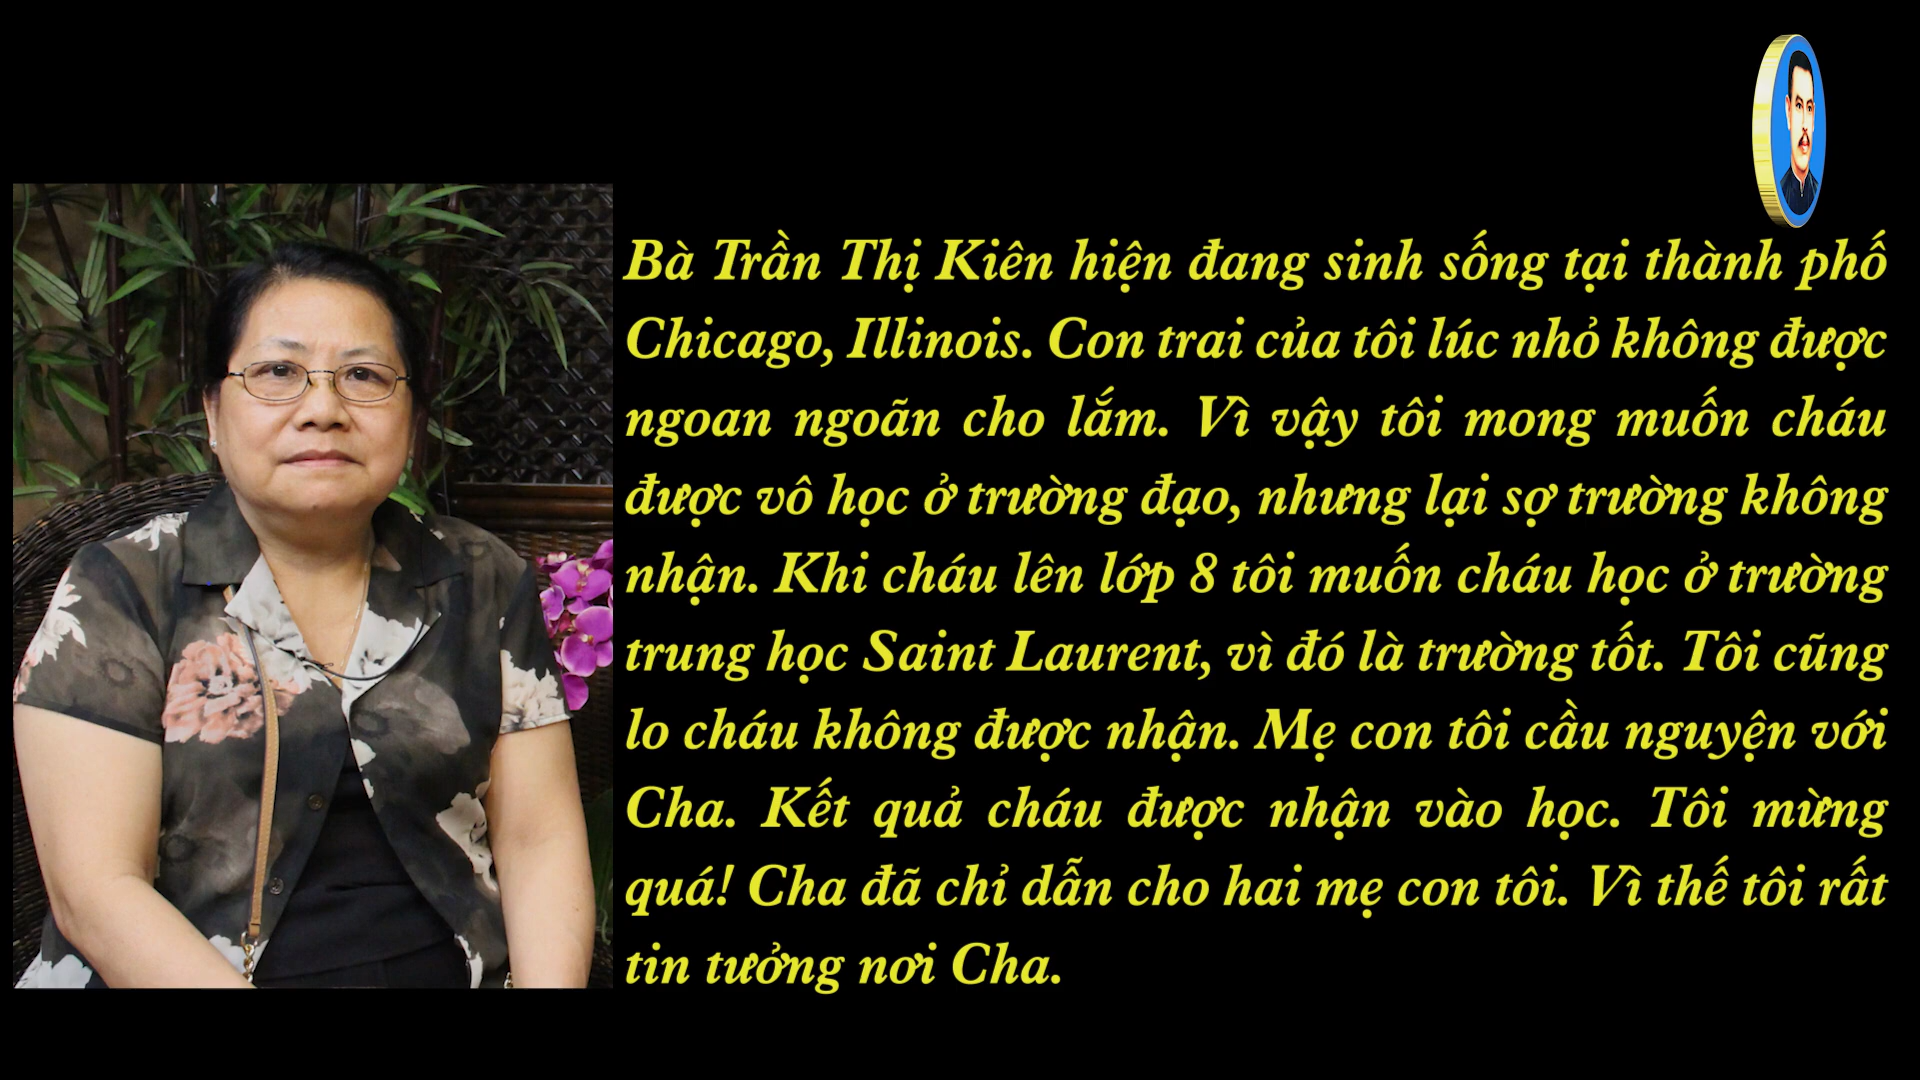 Bà Trần Thị Kiên hiện đang sinh sống tại thành phố
Chicago, Illinois. Con trai của tôi lúc nhỏ không được
ngoan ngoãn cho lắm. Vì vậy tôi mong muốn cháu
được vô học ở trường đạo, nhưng lại sợ trường không
nhận. Khi cháu lên lớp 8 tôi muốn cháu học ở trường
trung học Saint Laurent, vì đó là trường tốt. Tôi cũng
lo cháu không được nhận. Mẹ con tôi cầu nguyện với
Cha. Kết quả cháu được nhận vào học. Tôi mừng
quá! Cha đã chỉ dẫn cho hai mẹ con tôi. Vì thế tôi rất
tin tưởng nơi Cha.